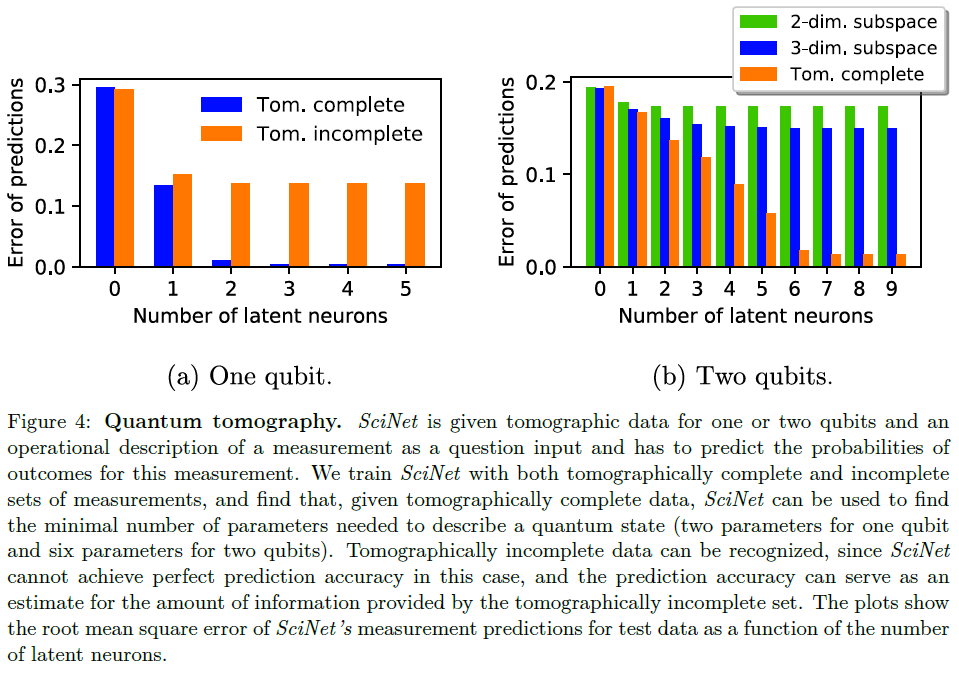 2-dim. subspace
3-dim. subspace
Tom. complete
Error of predictions
0.3
0.2
0.1
0.0
Tom. complete
Tom. incomplete
0 1 2 3 4 5
Number of latent neurons
Error of predictions
0.2
0.1
0.0
0 1 2 3 4 5 6 7 8 9
Number of latent neurons
(a) One qubit.
(b) Two qubits.
Figure 4: Quantum tomography. SciNet is given tomographic data for one or two qubits and an
operational description of a measurement as a question input and has to predict the probabilities of
outcomes for this measurement. We train SciNet with both tomographically complete and incomplete
sets of measurements, and find that, given tomographically complete data, SciNet can be used to find
the minimal number of parameters needed to describe a quantum state (two parameters for one qubit
and six parameters for two qubits). Tomographically incomplete data can be recognized, since SciNet
cannot achieve perfect prediction accuracy in this case, and the prediction accuracy can serve as an
estimate for the amount of information provided by the tomographically incomplete set. The plots show
the root mean square error of SciNet's measurement predictions for test data as a function of the number
of latent neurons.